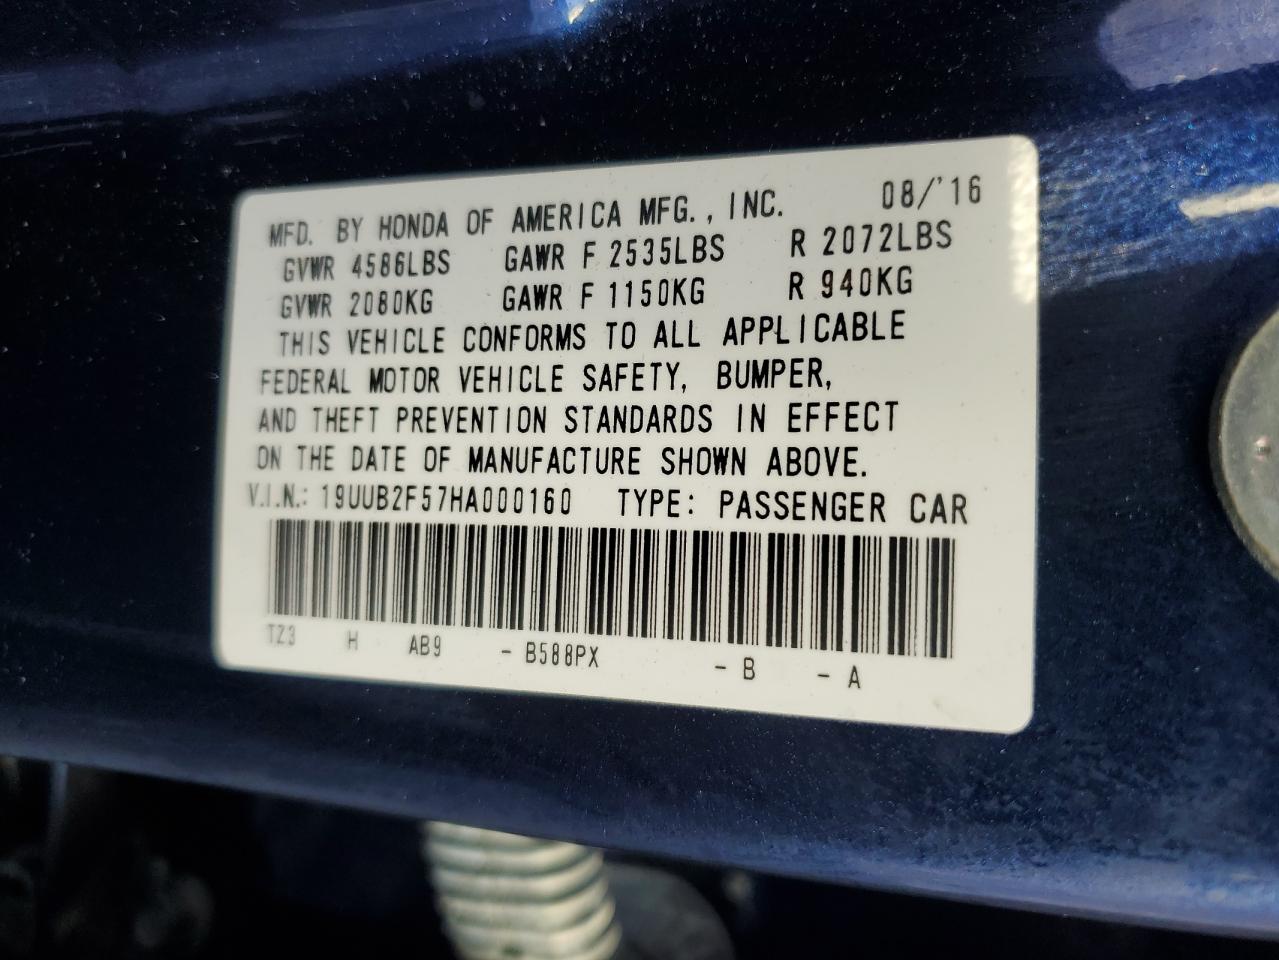 MFD. BY HONDA OF AMERICA MFG., INC. 08/'16
GVWR 4586LBS GAWR F 2535LBS R 2072LBS
GVWR 2080KG GAWR F 1150KG R 940KG
THIS VEHICLE CONFORMS TO ALL APPLICABLE
FEDERAL MOTOR VEHICLE SAFETY, BUMPER,
AND THEFT PREVENTION STANDARDS IN EFFECT
ON THE DATE OF MANUFACTURE SHOWN ABOVE.
V.I.N.: 19UUB2F57HA000160 TYPE: PASSENGER CAR
TZ3 H AB9 - B588PX - B - A